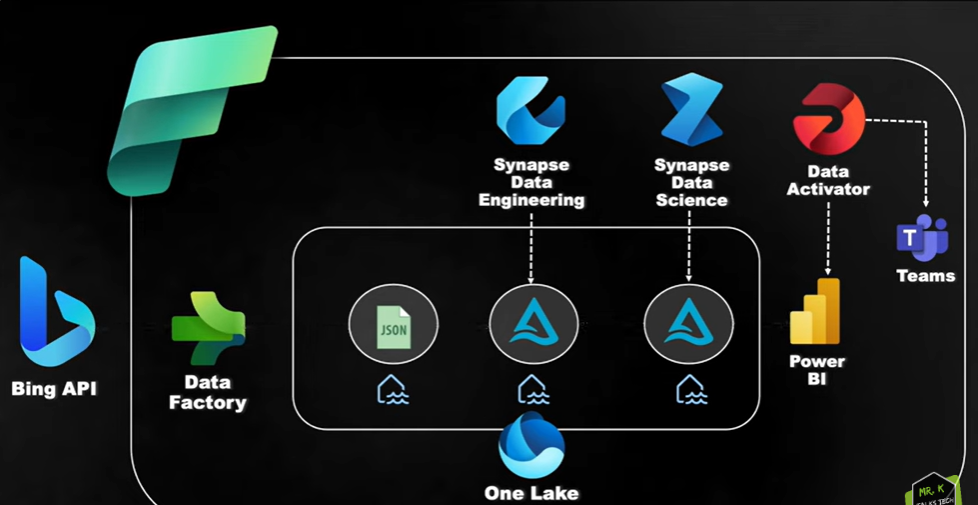 Synapse
Data
Engineering
Synapse
Data
Science
Data
Activator
T
Teams
Bing API
Data
Factory
JSON
Power
BI
One Lake
MR. K
TALKS TECH